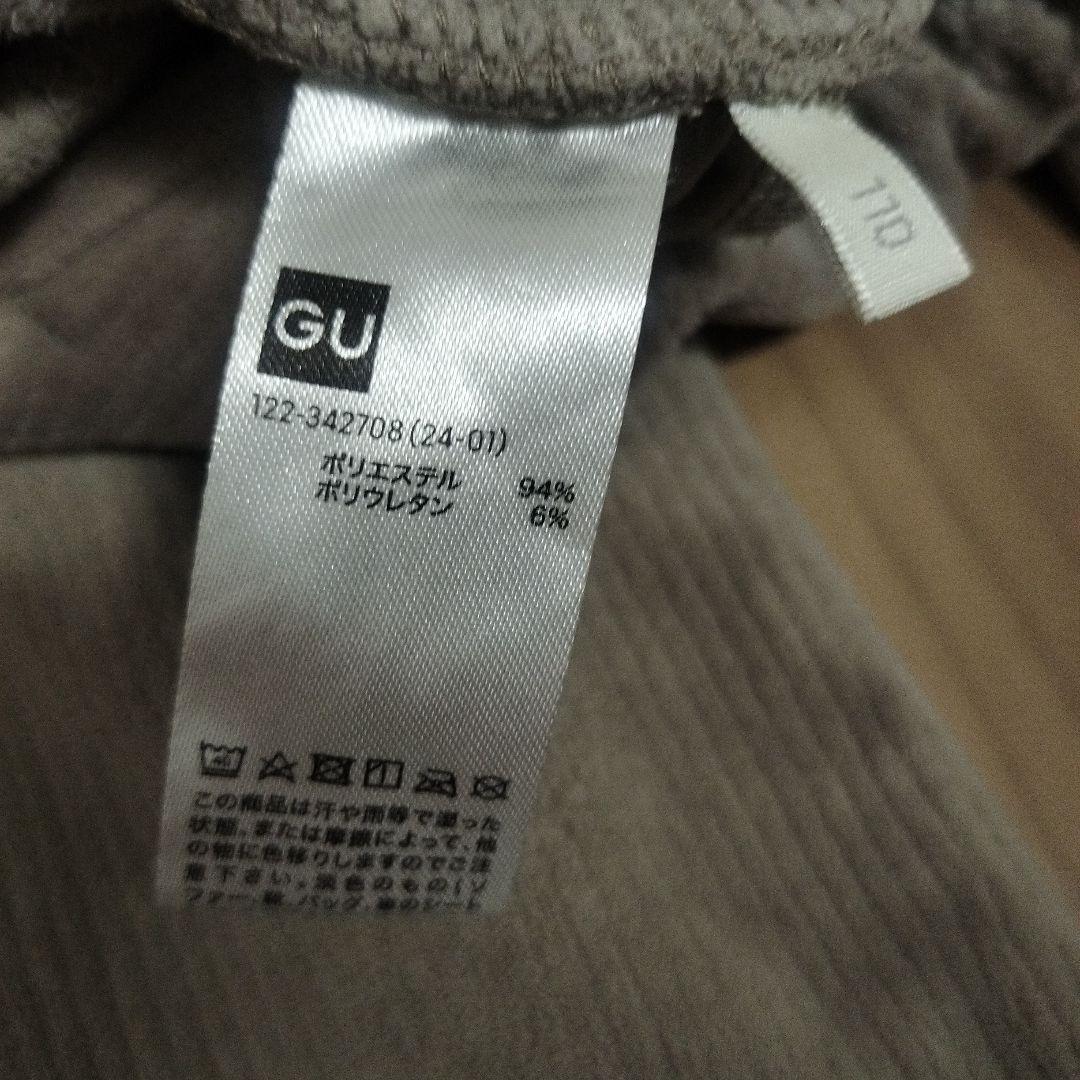 110
GU
122-342708(24-01)
ポリエステル 94%
ポリウレタン 6%
この商品は汗や雨等で湿った
状態、または摩擦によって、他
の物に色移りしますのでご注
意下さい。淡色のもの(ソ
ファー、靴、バッグ、車のシート